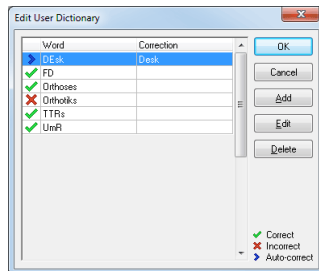 Edit User Dictionary
Word Correction
DEsk Desk
FD
Orthoses
Orthotiks
TTRs
UmR
OK
Cancel
Add
Edit
Delete
Correct
Incorrect
Auto-correct